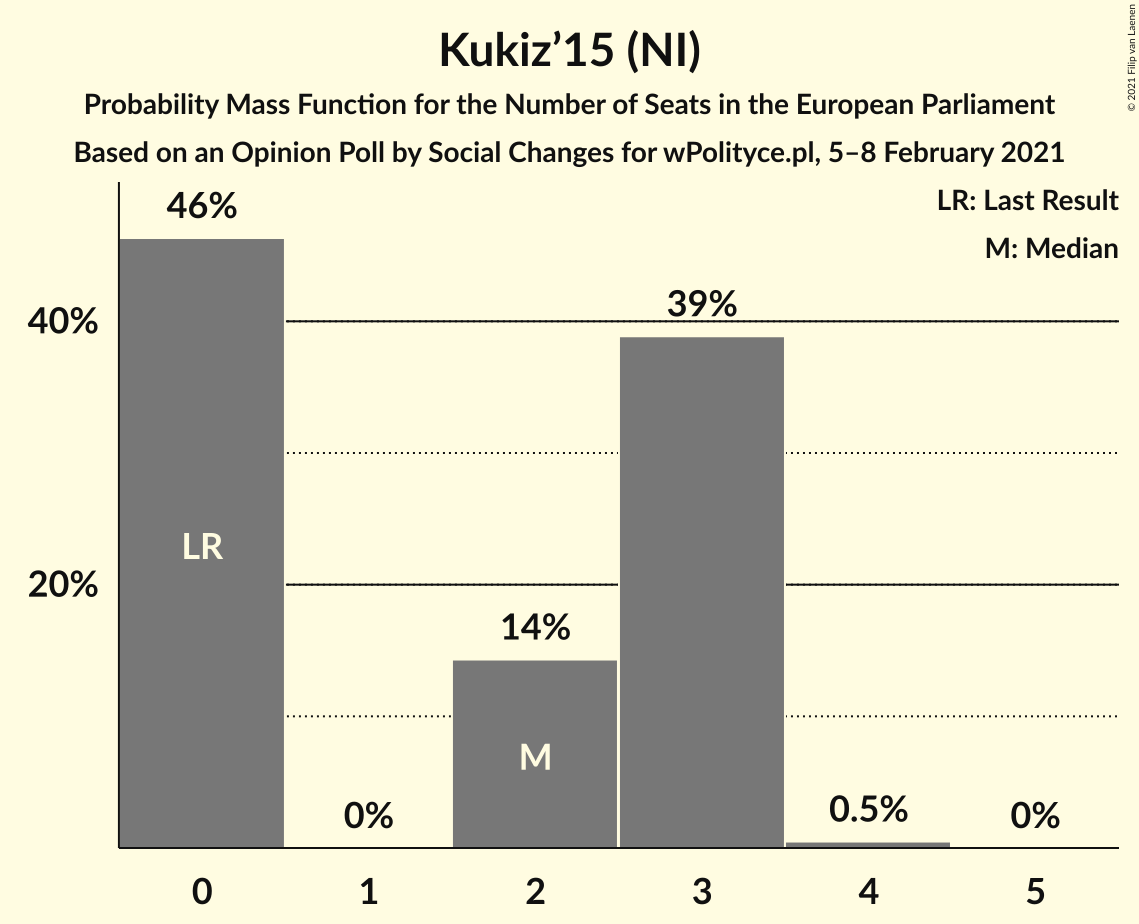 Kukiz’15 (NI)
Probability Mass Function for the Number of Seats in the European Parliament
Based on an Opinion Poll by Social Changes for wPolityce.pl, 5–8 February 2021
© 2021 Filip van Laenen
LR: Last Result
M: Median
46%
39%
40%
LR
20%
14%
M
0%
0.5%
0%
0
1
2
3
4
5